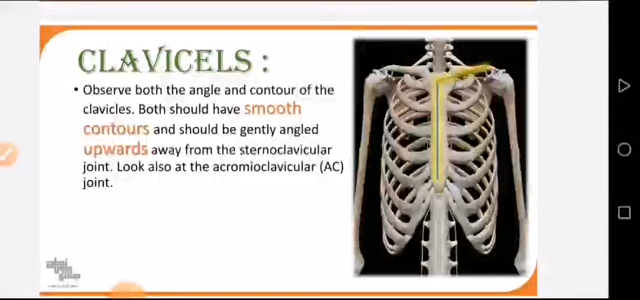 CLAVICELS :
• Observe both the angle and contour of the
clavicles. Both should have smooth
contours and should be gently angled
upwards away from the sternoclavicular
joint. Look also at the acromioclavicular (AC)
joint.